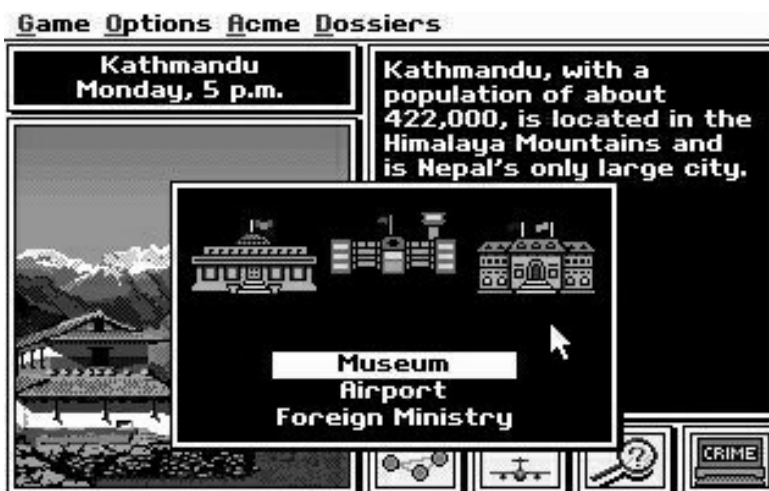 Game Options Acme Dossiers
Kathmandu
Monday, 5 p.m.
Kathmandu, with a
population of about
422,000, is located in the
Himalaya Mountains and
is Nepal's only large city.
Museum
Airport
Foreign Ministry
?
CRIME